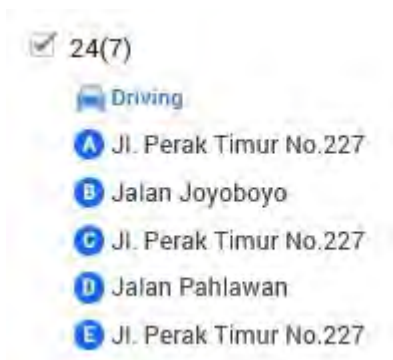 24(7)
Driving
A Jl. Perak Timur No.227
B Jalan Joyoboyo
C Jl. Perak Timur No.227
D Jalan Pahlawan
E Jl. Perak Timur No.227